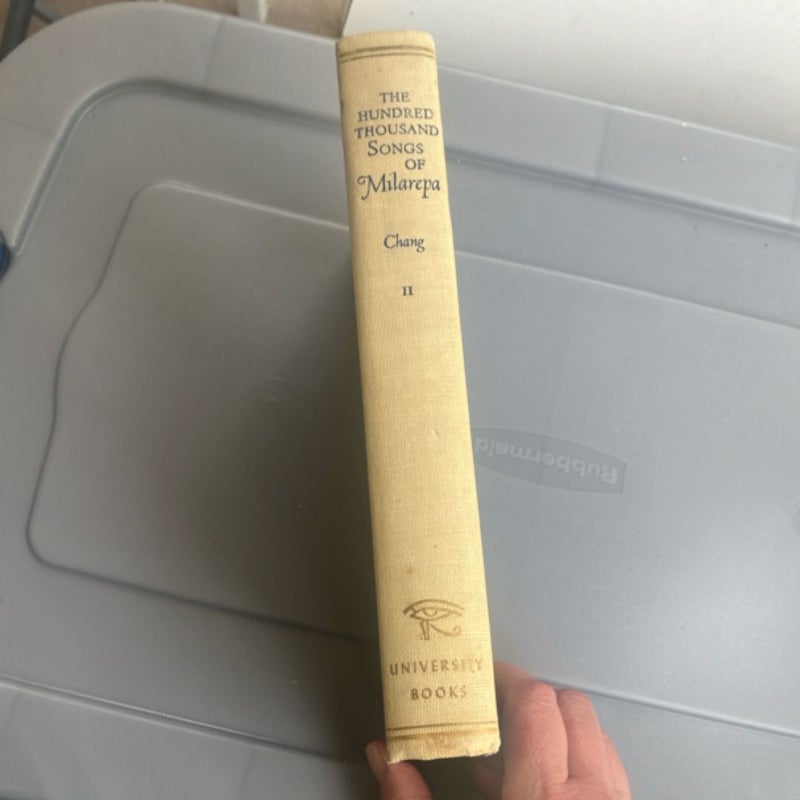 THE
HUNDRED
THOUSAND
SONGS
OF
Milarepa
Chang
II
UNIVERSITY
BOOKS
Rubbermaid